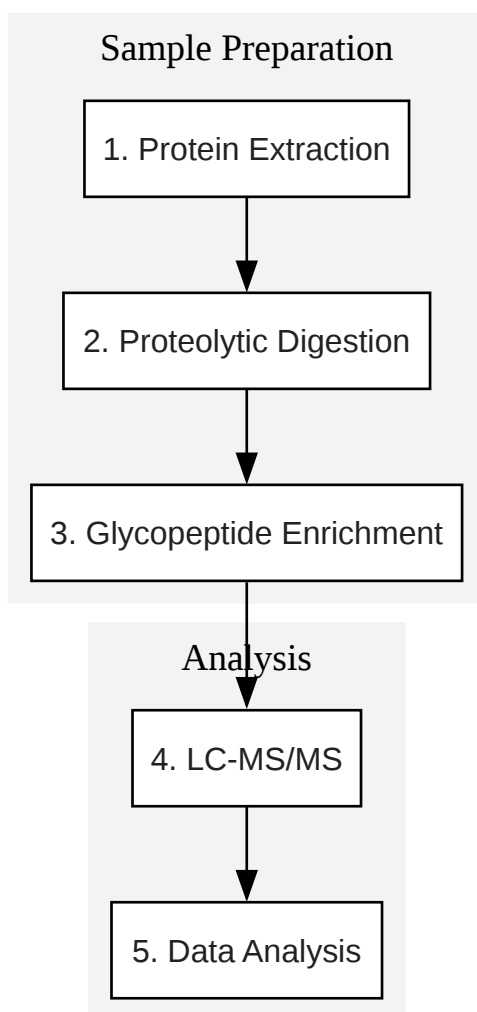 Sample Preparation
1. Protein Extraction
2. Proteolytic Digestion
3. Glycopeptide Enrichment
Analysis
4. LC-MS/MS
5. Data Analysis